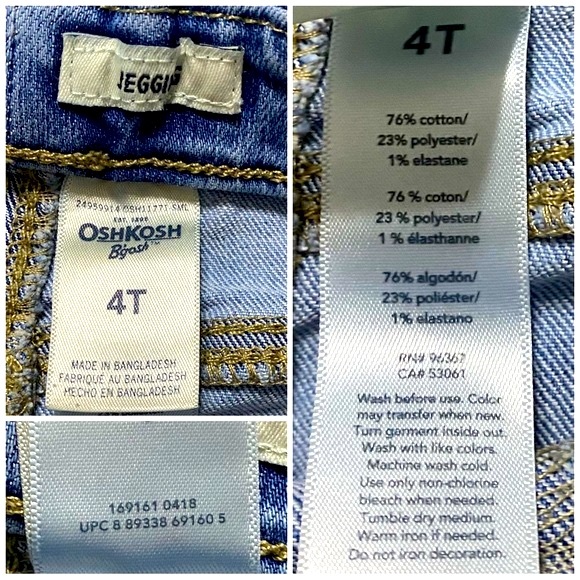 JEGGI
24959914 OSH11771 SML
EST. 1895
OSHKOSH
B'gosh™
4T
MADE IN BANGLADESH
FABRIQUÉ AU BANGLADESH
HECHO EN BANGLADESH
169161 0418
UPC 8 89338 69160 5
4T
76% cotton/
23% polyester/
1% elastane
76 % coton/
23 % polyester/
1 % élasthanne
76% algodón/
23% poliéster/
1% elastano
RN# 96367
CA# 53061
Wash before use. Color
may transfer when new.
Turn garment inside out.
Wash with like colors.
Machine wash cold.
Use only non-chlorine
bleach when needed.
Tumble dry medium.
Warm iron if needed.
Do not iron decoration.